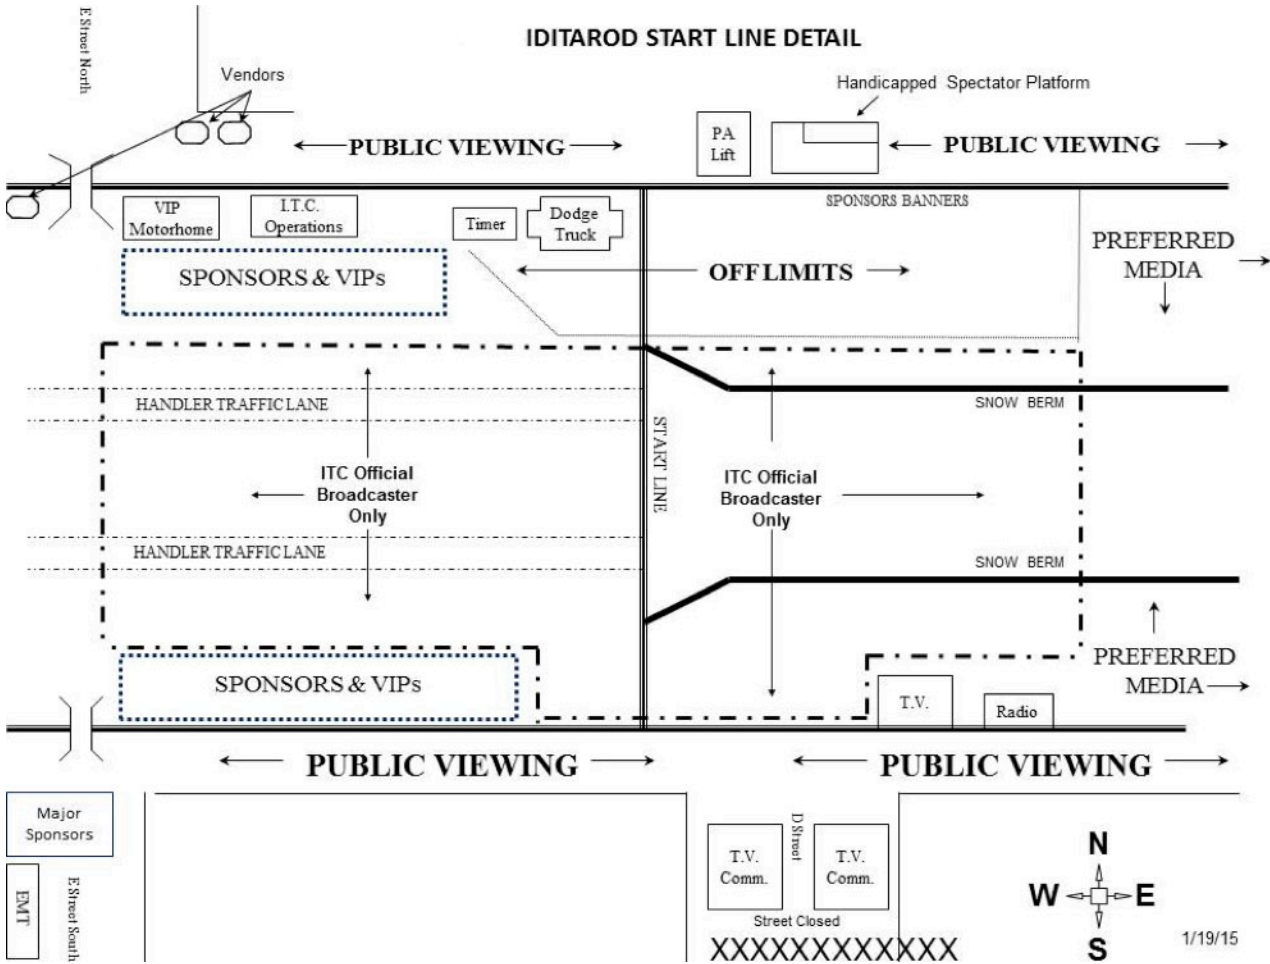 IDITAROD START LINE DETAIL
E Street North
Vendors
Handicapped Spectator Platform
PUBLIC VIEWING
PA
Lift
PUBLIC VIEWING
VIP
Motorhome
I.T.C.
Operations
Timer
Dodge
Truck
SPONSORS BANNERS
PREFERRED
MEDIA
SPONSORS & VIPs
OFF LIMITS
HANDLER TRAFFIC LANE
SNOW BERM
START LINE
ITC Official
Broadcaster
Only
ITC Official
Broadcaster
Only
HANDLER TRAFFIC LANE
SNOW BERM
SPONSORS & VIPs
PREFERRED
MEDIA
T.V.
Radio
PUBLIC VIEWING
PUBLIC VIEWING
Major
Sponsors
EMT
E Street South
T.V.
Comm.
D Street
T.V.
Comm.
Street Closed
XXXXXXXXXXXX
N
W
E
S
1/19/15